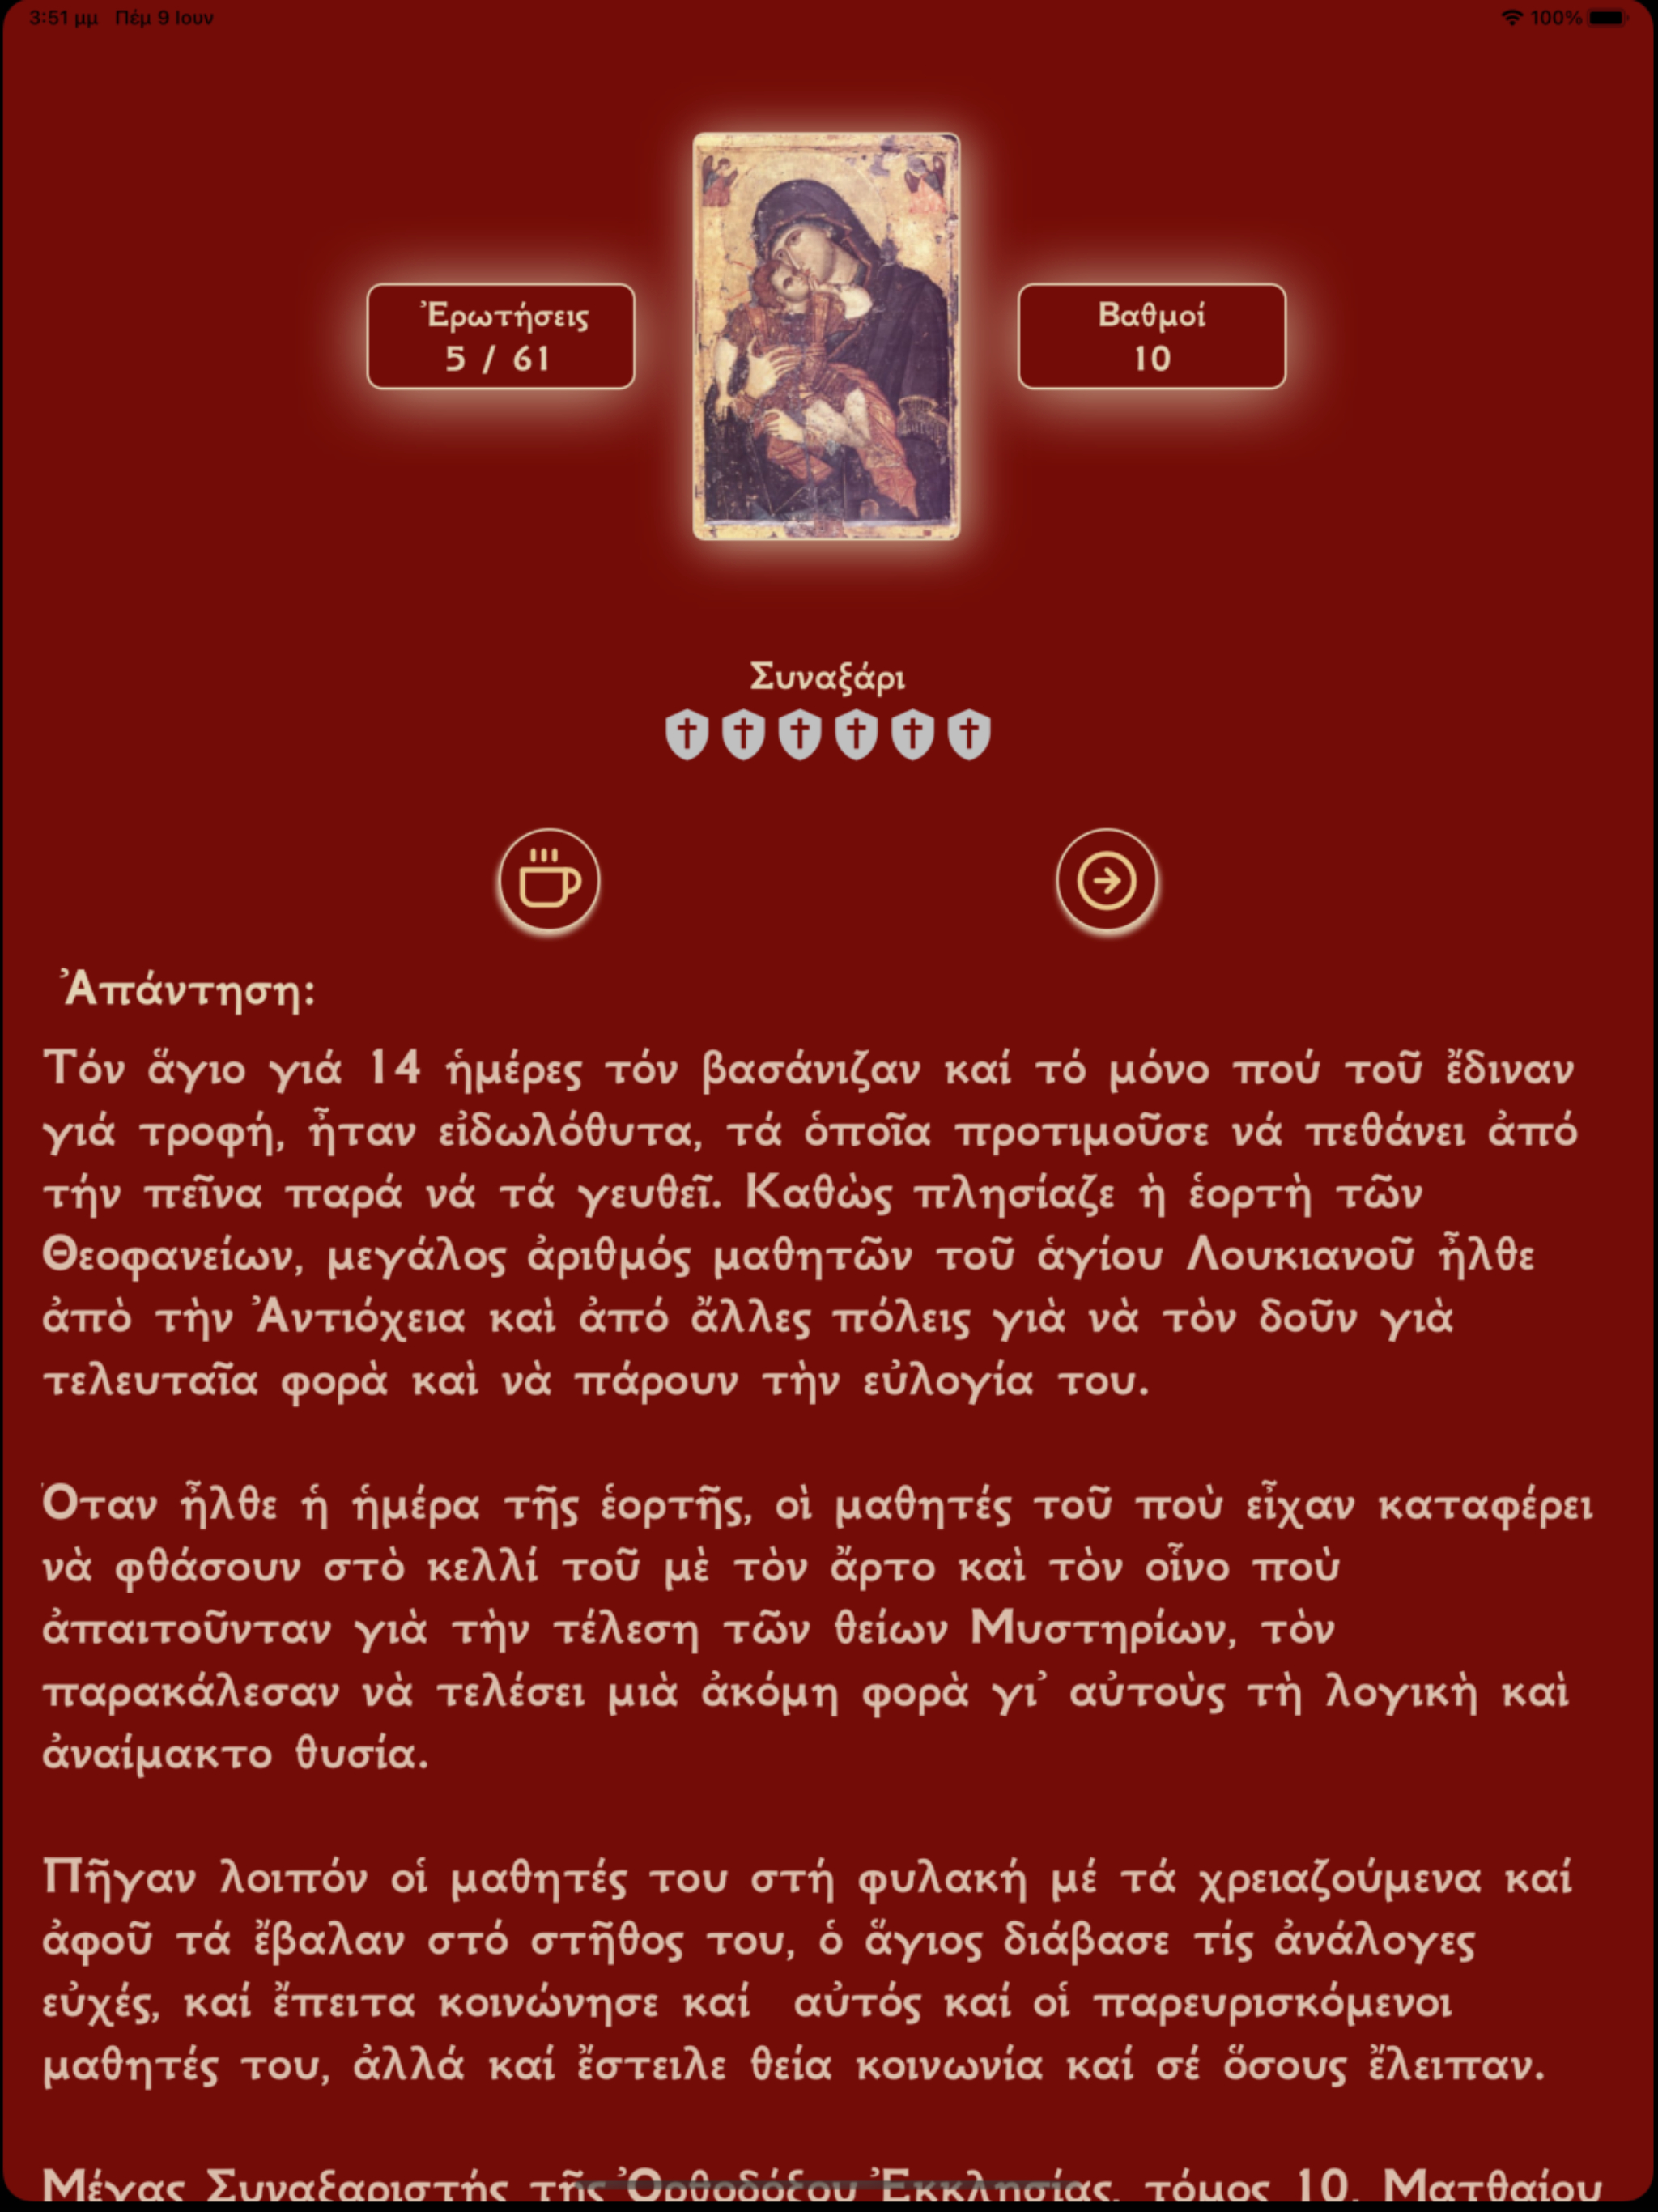 3:51 μμ Πέμ 9 Ιουν
100%
Ἐρωτήσεις
5 / 61
Βαθμοί
10
Συναξάρι
Ἀπάντηση:
Τόν ἅγιο γιά 14 ἡμέρες τόν βασάνιζαν καί τό μόνο πού τοῦ ἔδιναν
γιά τροφή, ἦταν εἰδωλόθυτα, τά ὁποῖα προτιμοῦσε νά πεθάνει ἀπό
τήν πεῖνα παρά νά τά γευθεῖ. Καθὼς πλησίαζε ἡ ἑορτὴ τῶν
Θεοφανείων, μεγάλος ἀριθμός μαθητῶν τοῦ ἁγίου Λουκιανοῦ ἦλθε
ἀπὸ τὴν Ἀντιόχεια καὶ ἀπό ἄλλες πόλεις γιὰ νὰ τὸν δοῦν γιὰ
τελευταῖα φορὰ καὶ νὰ πάρουν τὴν εὐλογία του.
Ὅταν ἦλθε ἡ ἡμέρα τῆς ἑορτῆς, οἱ μαθητές τοῦ ποὺ εἶχαν καταφέρει
νὰ φθάσουν στὸ κελλί τοῦ μὲ τὸν ἄρτο καὶ τὸν οἶνο ποὺ
ἀπαιτοῦνταν γιὰ τὴν τέλεση τῶν θείων Μυστηρίων, τὸν
παρακάλεσαν νὰ τελέσει μιὰ ἀκόμη φορὰ γι᾿ αὐτοὺς τὴ λογικὴ καὶ
ἀναίμακτο θυσία.
Πῆγαν λοιπόν οἱ μαθητές του στή φυλακή μέ τά χρειαζούμενα καί
ἀφοῦ τά ἔβαλαν στό στῆθος του, ὁ ἅγιος διάβασε τίς ἀνάλογες
εὐχές, καί ἔπειτα κοινώνησε καί αὐτός καί οἱ παρευρισκόμενοι
μαθητές του, ἀλλά καί ἔστειλε θεία κοινωνία καί σέ ὅσους ἔλειπαν.
Μέγας Συναξαριστής τῆς Ὀρθοδόξου Ἐκκλησίας, τόμος 10, Ματθαίου